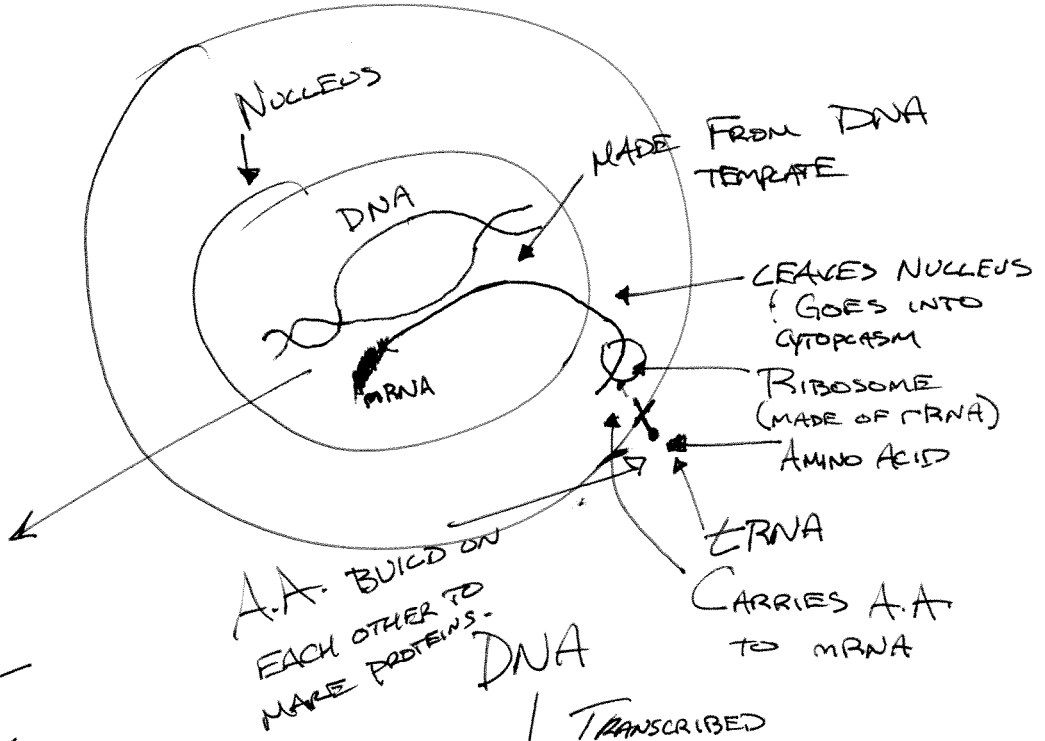 NUCLEUS
DNA
mRNA
MADE FROM DNA
TEMPLATE
LEAVES NUCLEUS
& GOES INTO
CYTOPLASM
RIBOSOME
(MADE OF rRNA)
AMINO ACID
tRNA
CARRIES A.A.
TO mRNA
A.A. BUILD ON
EACH OTHER TO
MAKE PROTEINS.
DNA
TRANSCRIBED